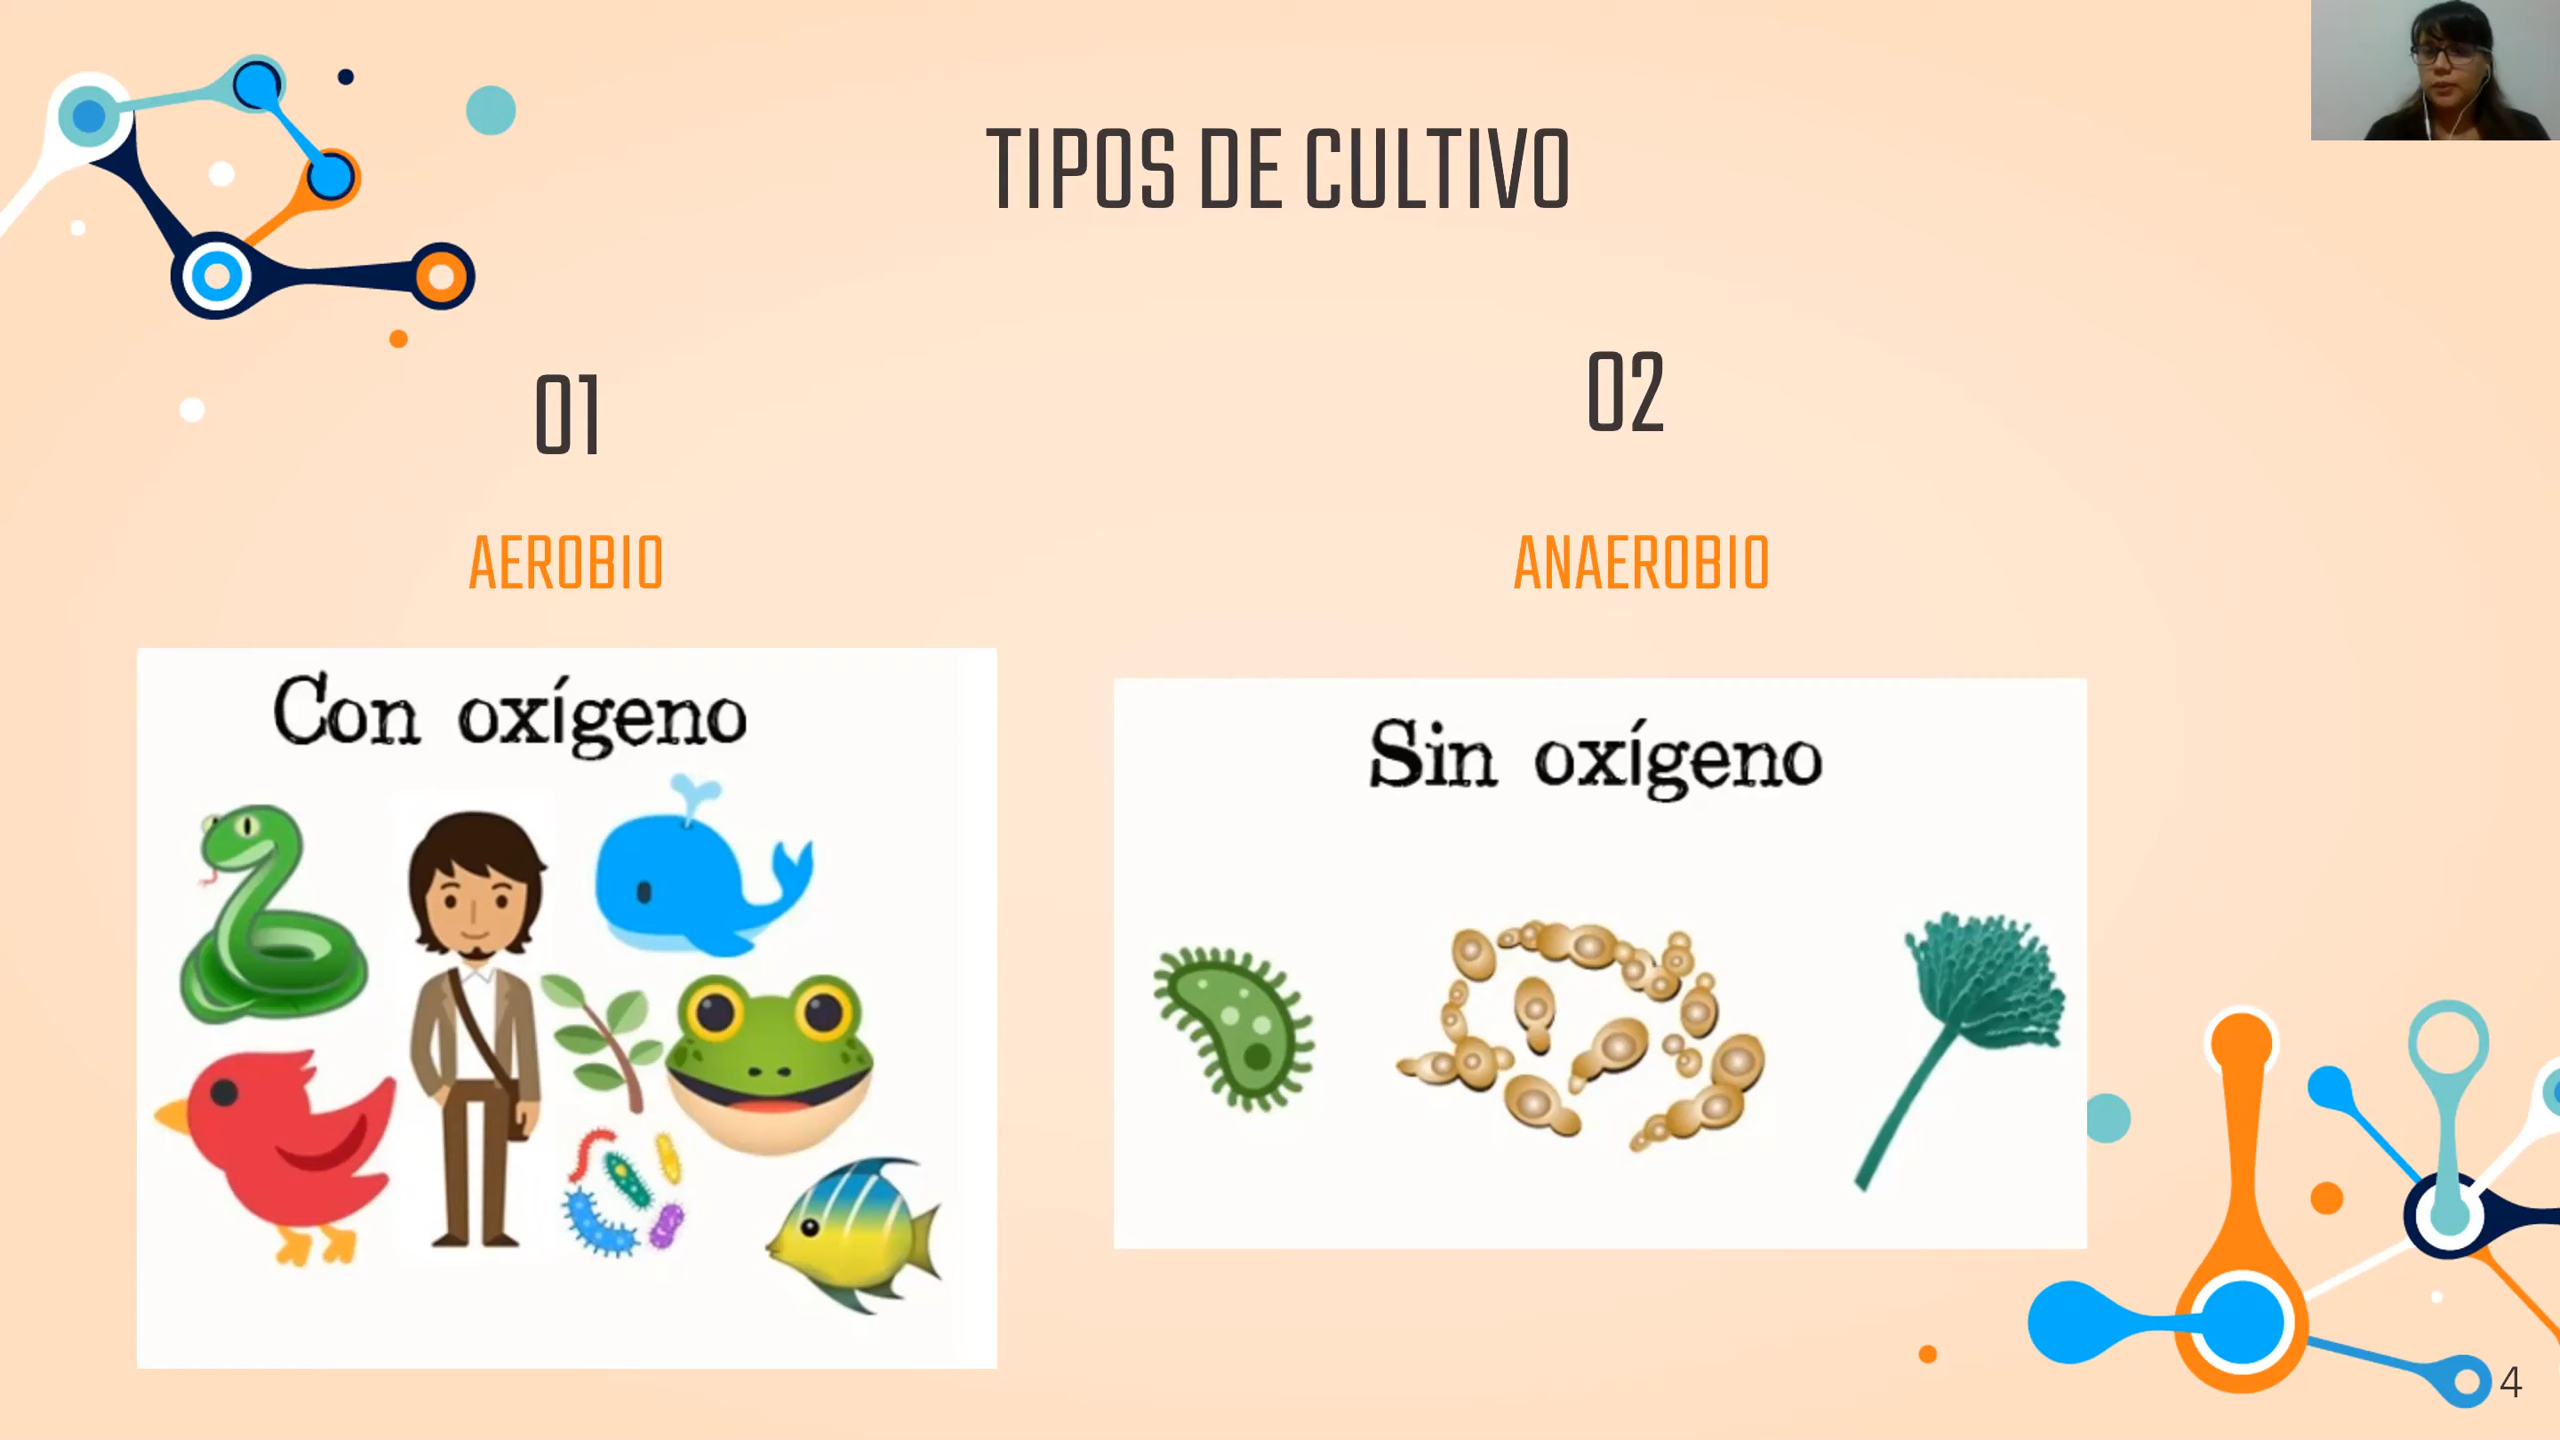 TIPOS DE CULTIVO
01
AEROBIO
Con oxígeno
02
ANAEROBIO
Sin oxígeno
4